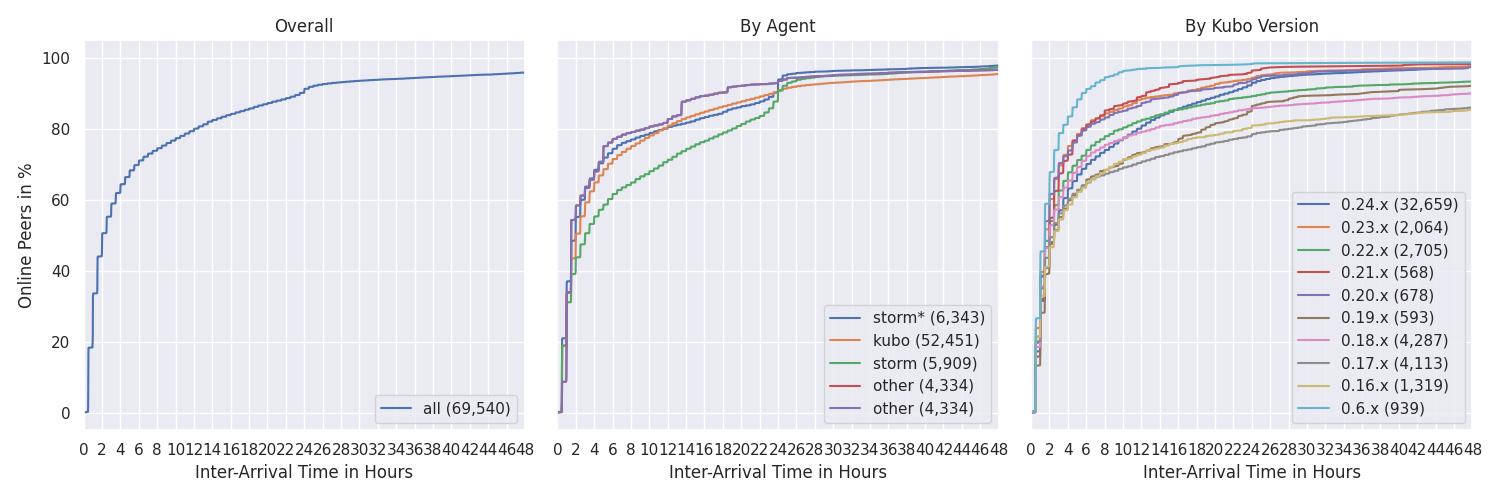 Overall
By Agent
By Kubo Version
Online Peers in %
100
80
60
40
20
0
all (69,540)
0 2 4 6 8 10 12 14 16 18 20 22 24 26 28 30 32 34 36 38 40 42 44 46 48
Inter-Arrival Time in Hours
storm* (6,343)
kubo (52,451)
storm (5,909)
other (4,334)
other (4,334)
0 2 4 6 8 10 12 14 16 18 20 22 24 26 28 30 32 34 36 38 40 42 44 46 48
Inter-Arrival Time in Hours
0.24.x (32,659)
0.23.x (2,064)
0.22.x (2,705)
0.21.x (568)
0.20.x (678)
0.19.x (593)
0.18.x (4,287)
0.17.x (4,113)
0.16.x (1,319)
0.6.x (939)
0 2 4 6 8 10 12 14 16 18 20 22 24 26 28 30 32 34 36 38 40 42 44 46 48
Inter-Arrival Time in Hours